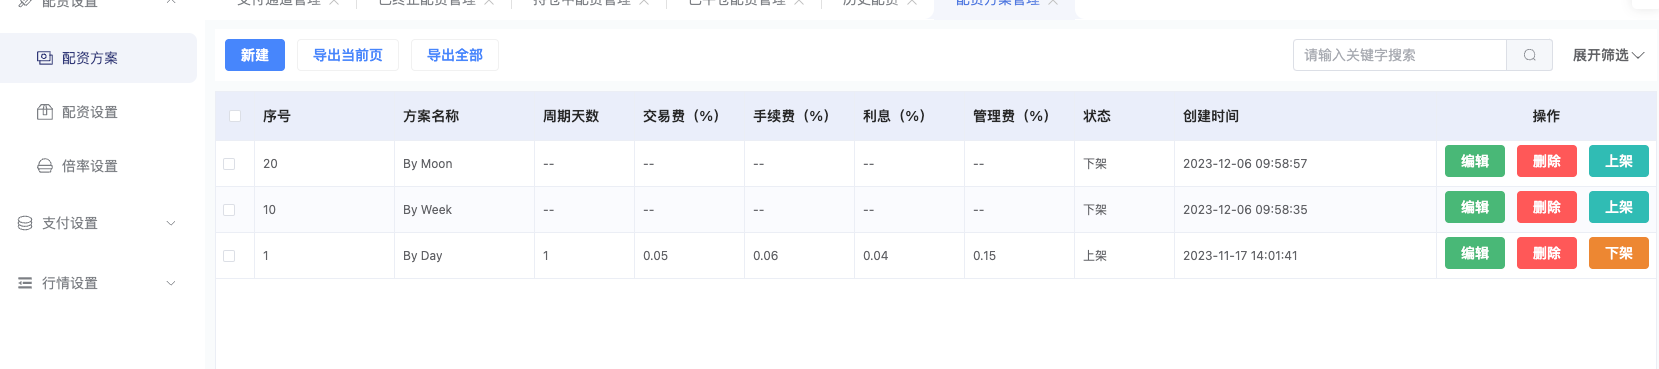 配资设置
支付通道管理 已终止配资管理 持仓中配资管理 已平仓配资管理 历史配资 配资方案管理
配资方案
配资设置
倍率设置
支付设置
行情设置
新建 导出当前页 导出全部 请输入关键字搜索 展开筛选
序号 方案名称 周期天数 交易费（%） 手续费（%） 利息（%） 管理费（%） 状态 创建时间 操作
20 By Moon -- -- -- -- -- 下架 2023-12-06 09:58:57 编辑 删除 上架
10 By Week -- -- -- -- -- 下架 2023-12-06 09:58:35 编辑 删除 上架
1 By Day 1 0.05 0.06 0.04 0.15 上架 2023-11-17 14:01:41 编辑 删除 下架